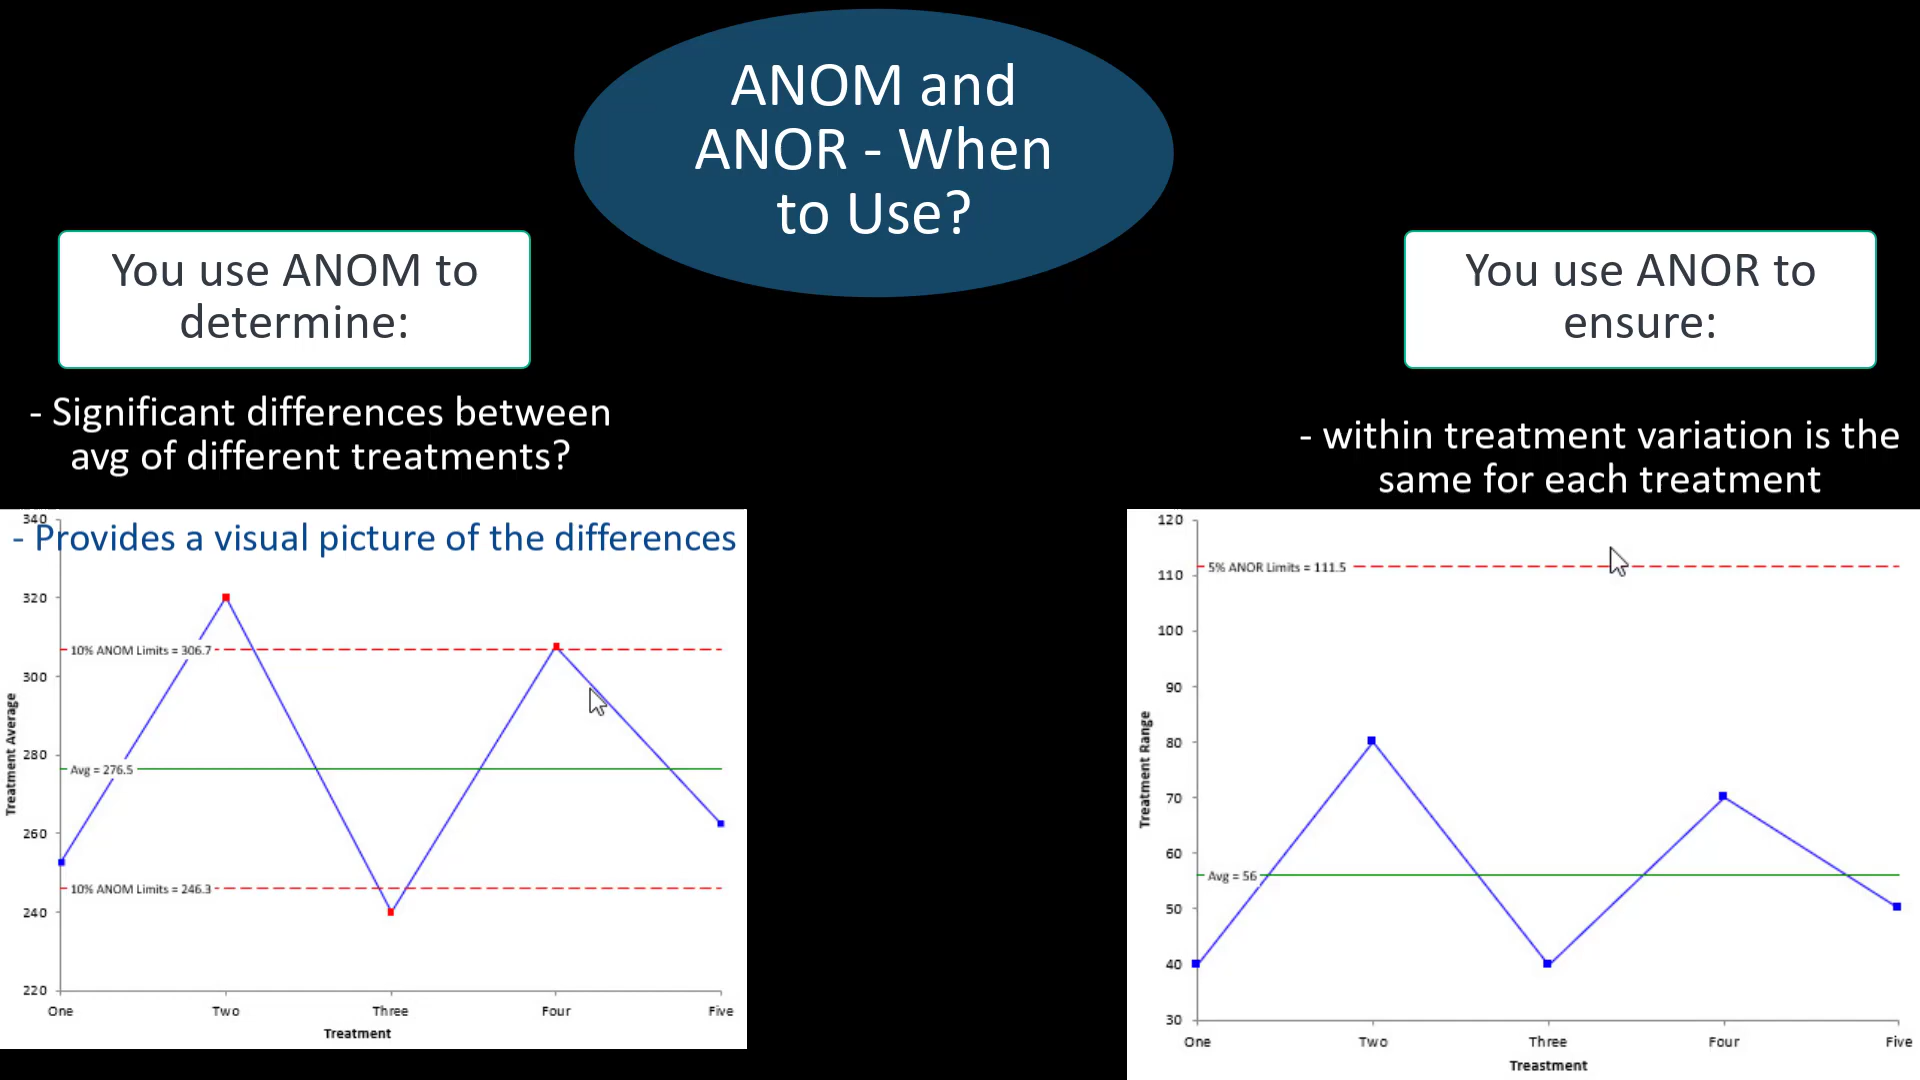 ANOM and
ANOR - When
to Use?
You use ANOM to
determine:
- Significant differences between
avg of different treatments?
- Provides a visual picture of the differences
340
320
300
280
260
240
220
10% ANOM Limits = 306.7
Avg = 276.5
10% ANOM Limits = 246.3
Treatment Average
One Two Three Four Five
Treatment
You use ANOR to
ensure:
- within treatment variation is the
same for each treatment
120
110
100
90
80
70
60
50
40
30
5% ANOR Limits = 111.5
Avg = 56
Treatment Range
One Two Three Four Five
Treastment